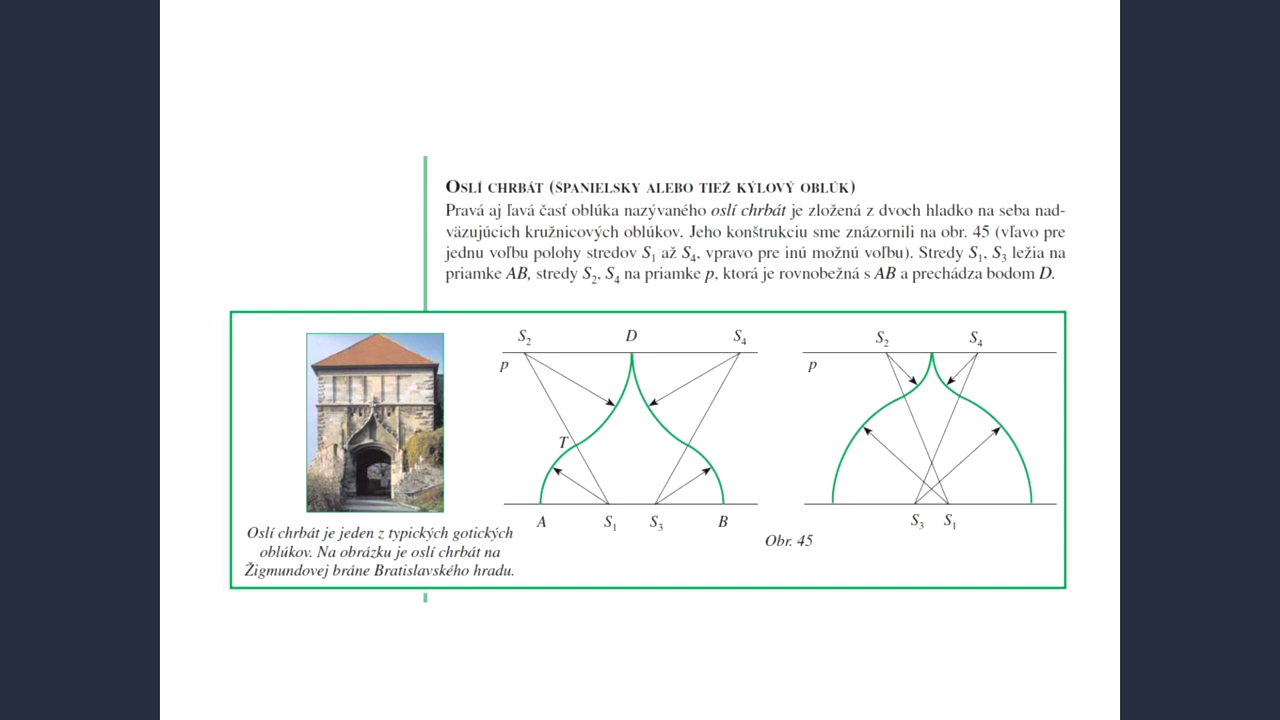 OSLÍ CHRBÁT (ŠPANIELSKY ALEBO TIEŽ KÝLOVÝ OBLÚK)
Pravá aj ľavá časť oblúka nazývaného oslí chrbát je zložená z dvoch hladko na seba nad-
väzujúcich kružnicových oblúkov. Jeho konštrukciu sme znázornili na obr. 45 (vľavo pre
jednu voľbu polohy stredov S₁ až S₄, vpravo pre inú možnú voľbu). Stredy S₁, S₃ ležia na
priamke AB, stredy S₂, S₄ na priamke p, ktorá je rovnobežná s AB a prechádza bodom D.
S₂ D S₄
p
T
A S₁ S₃ B
S₂ S₄
p
S₃ S₁
Obr. 45
Oslí chrbát je jeden z typických gotických
oblúkov. Na obrázku je oslí chrbát na
Žigmundovej bráne Bratislavského hradu.